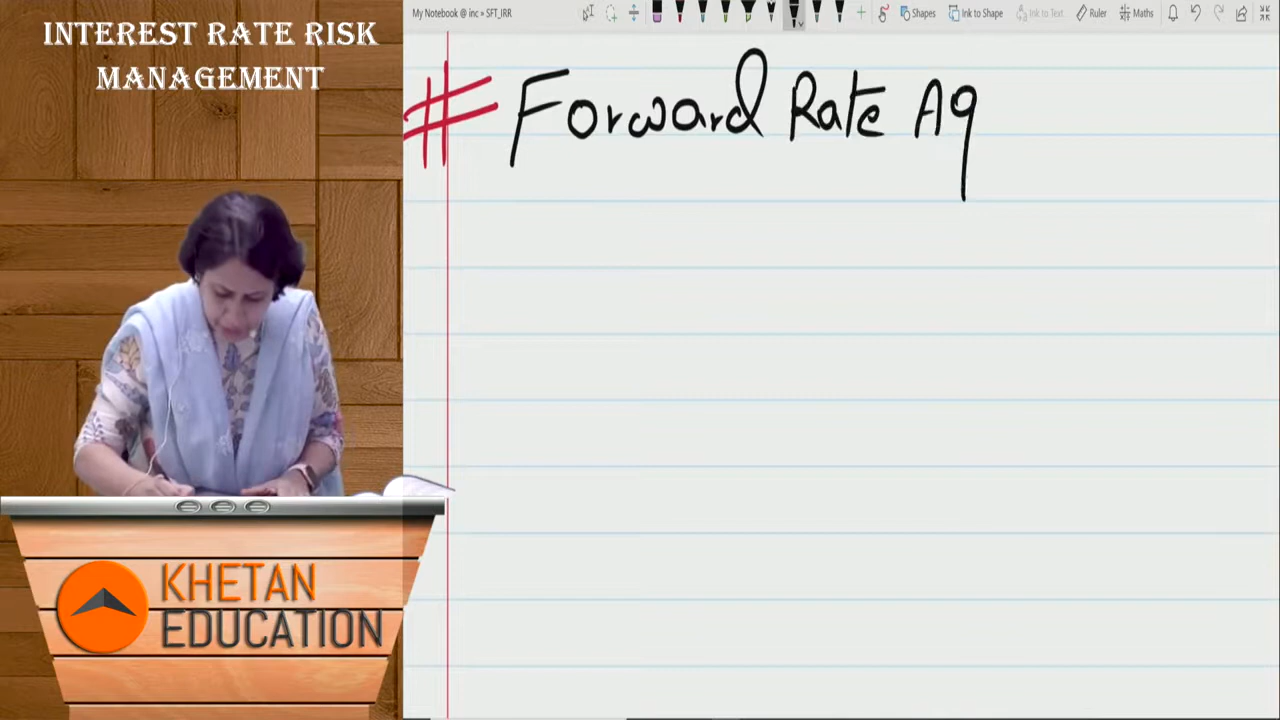 INTEREST RATE RISK
MANAGEMENT
My Notebook @ inc » SFT_IRR
Shapes
Ink to Shape
Ink to Text
Ruler
Maths
# Forward Rate Ag
KHETAN
EDUCATION